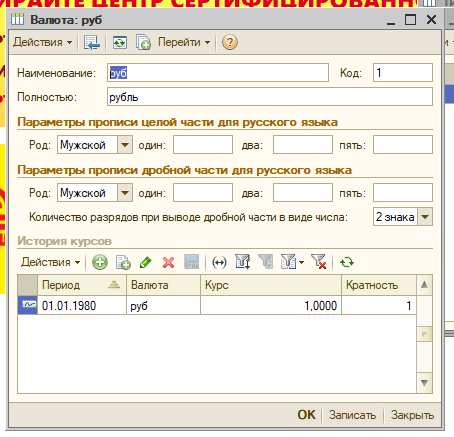 ИРАЙТЕ ЦЕНТР СЕРТИФИЦИРОВАНН
Валюта: руб
Действия Перейти
Наименование: руб Код: 1
Полностью: рубль
Параметры прописи целой части для русского языка
Род: Мужской один: два: пять:
Параметры прописи дробной части для русского языка
Род: Мужской один: два: пять:
Количество разрядов при выводе дробной части в виде числа: 2 знака
История курсов
Действия
Период Валюта Курс Кратность
01.01.1980 руб 1,0000 1
OK Записать Закрыть